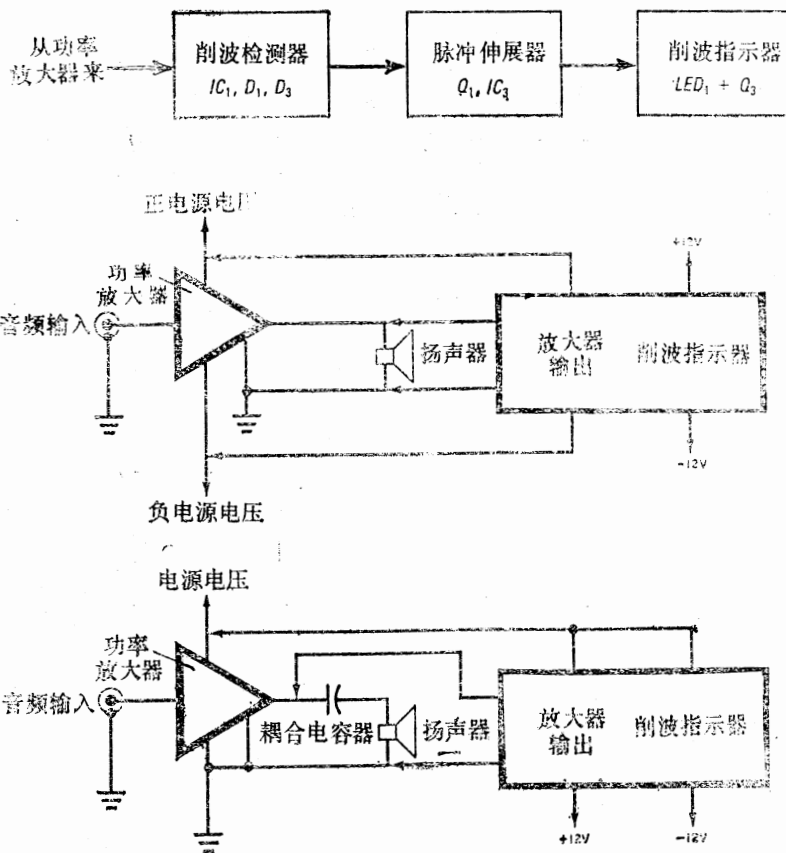 从功率
放大器来
削波检测器
IC1, D1, D3
脉冲伸展器
Q1, IC3
削波指示器
LED1 + Q3
正电源电压
功率
放大器
音频输入
扬声器
+12V
放大器
输出
削波指示器
-12V
负电源电压
电源电压
功率
放大器
音频输入
耦合电容器
扬声器
放大器
输出
削波指示器
+12V
-12V